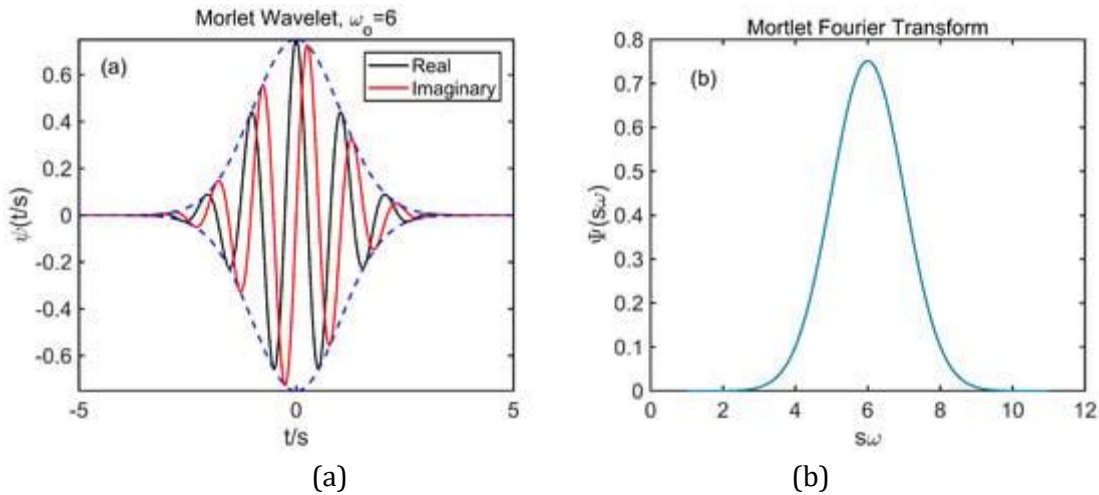 Morlet Wavelet, ω_o=6
(a)
Real
Imaginary
0.6
0.4
0.2
0
-0.2
-0.4
-0.6
ψ(t/s)
-5
0
5
t/s
(a)
Mortlet Fourier Transform
(b)
0.8
0.7
0.6
0.5
0.4
0.3
0.2
0.1
0
Ψ(sω)
0
2
4
6
8
10
12
sω
(b)